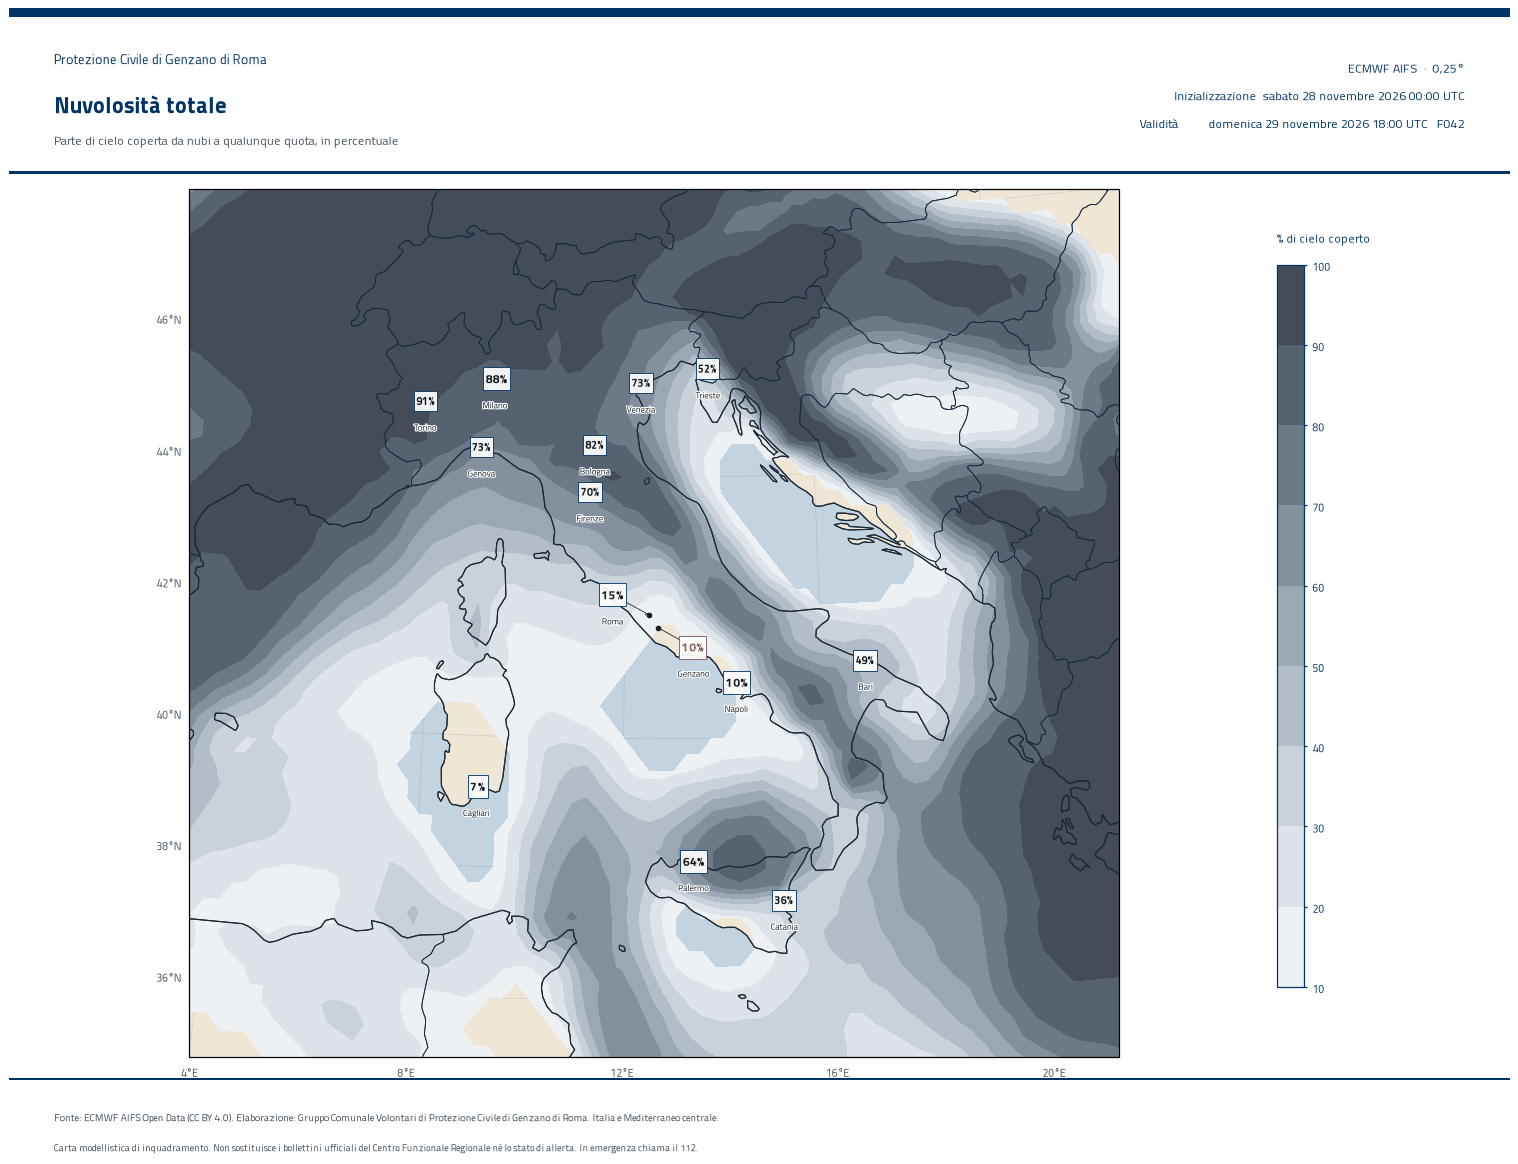 Protezione Civile di Genzano di Roma
Nuvolosità totale
Parte di cielo coperta da nubi a qualunque quota, in percentuale
ECMWF AIFS · 0,25°
Inizializzazione sabato 28 novembre 2026 00:00 UTC
Validità domenica 29 novembre 2026 18:00 UTC F042
% di cielo coperto
100
90
80
70
60
50
40
30
20
10
46°N
44°N
42°N
40°N
38°N
36°N
4°E
8°E
12°E
16°E
20°E
52%
Trieste
88%
Milano
73%
Venezia
91%
Torino
73%
Genova
82%
Bologna
70%
Firenze
15%
Roma
10%
Genzano
49%
Bari
10%
Napoli
7%
Cagliari
64%
Palermo
36%
Catania
Fonte: ECMWF AIFS Open Data (CC BY 4.0). Elaborazione: Gruppo Comunale Volontari di Protezione Civile di Genzano di Roma. Italia e Mediterraneo centrale.
Carta modellistica di inquadramento. Non sostituisce i bollettini ufficiali del Centro Funzionale Regionale né lo stato di allerta. In emergenza chiama il 112.